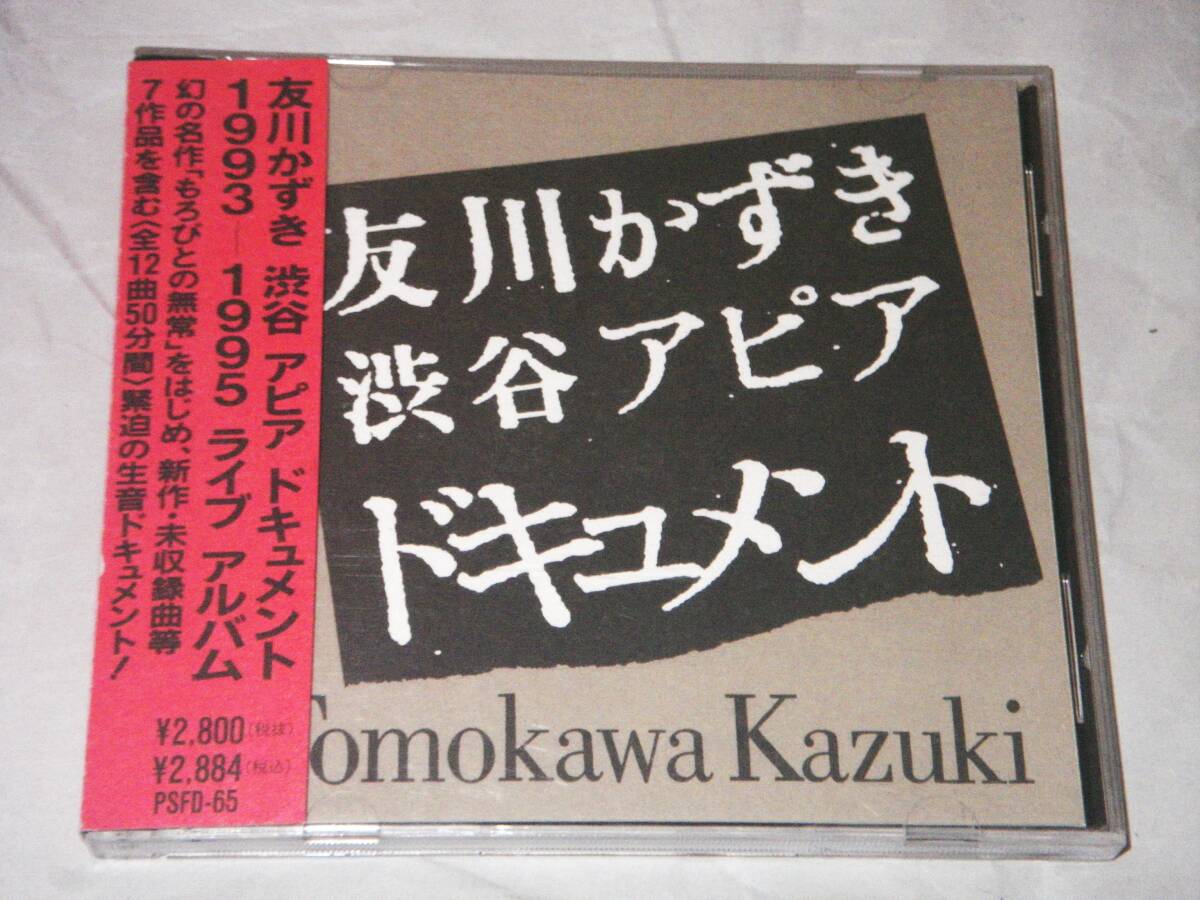 友川かずき 渋谷 アピア ドキュメント
1993―1995 ライブ アルバム
幻の名作「もろびとの無常」をはじめ、新作・未収録曲等
7作品を含む〈全12曲50分間〉緊迫の生音ドキュメント!
¥2,800(税抜)
¥2,884(税込)
PSFD-65
友川かずき
渋谷アピア
ドキュメント
Tomokawa Kazuki